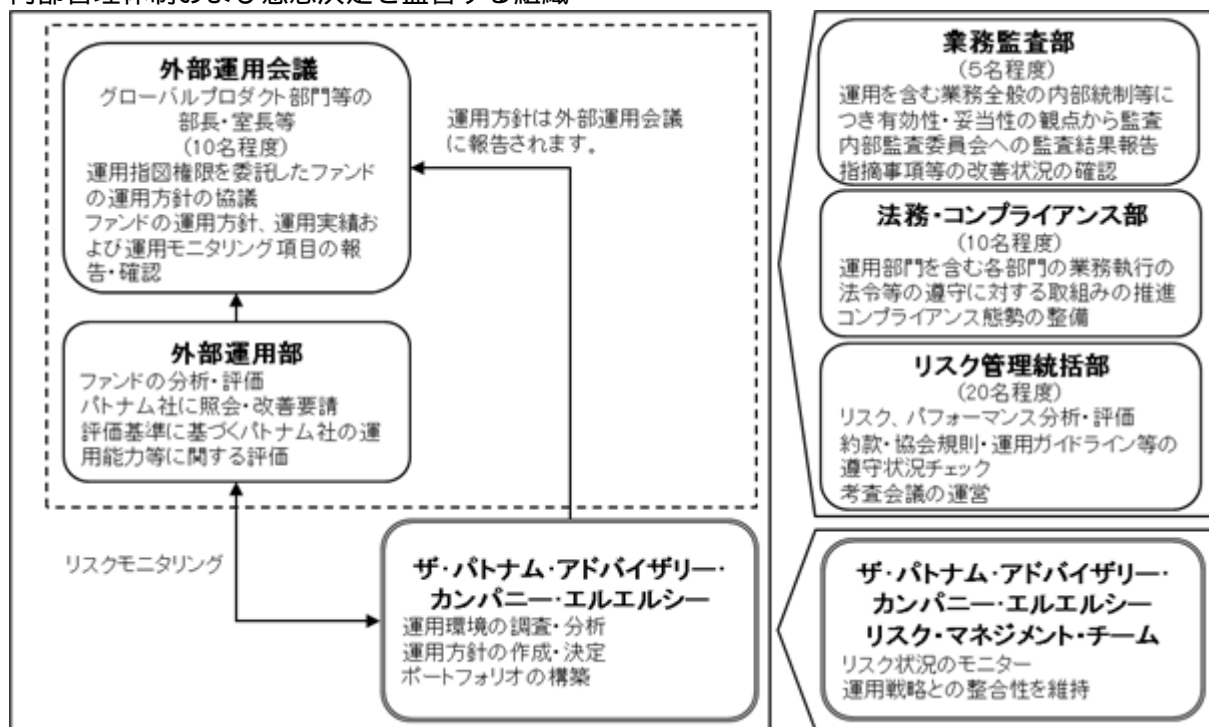 内部管理体制および意思決定を監督する組織
外部運用会議
グローバルプロダクト部門等の
部長・室長等
(10名程度)
運用指図権限を委託したファンド
の運用方針の協議
ファンドの運用方針、運用実績お
よび運用モニタリング項目の報
告・確認
運用方針は外部運用会議
に報告されます。
外部運用部
ファンドの分析・評価
パトナム社に照会・改善要請
評価基準に基づくパトナム社の運
用能力等に関する評価
リスクモニタリング
ザ・パトナム・アドバイザリー・
カンパニー・エルエルシー
運用環境の調査・分析
運用方針の作成・決定
ポートフォリオの構築
業務監査部
(5名程度)
運用を含む業務全般の内部統制等に
つき有効性・妥当性の観点から監査
内部監査委員会への監査結果報告
指摘事項等の改善状況の確認
法務・コンプライアンス部
(10名程度)
運用部門を含む各部門の業務執行の
法令等の遵守に対する取組みの推進
コンプライアンス態勢の整備
リスク管理統括部
(20名程度)
リスク、パフォーマンス分析・評価
約款・協会規則・運用ガイドライン等の
遵守状況チェック
考査会議の運営
ザ・パトナム・アドバイザリー・
カンパニー・エルエルシー
リスク・マネジメント・チーム
リスク状況のモニター
運用戦略との整合性を維持